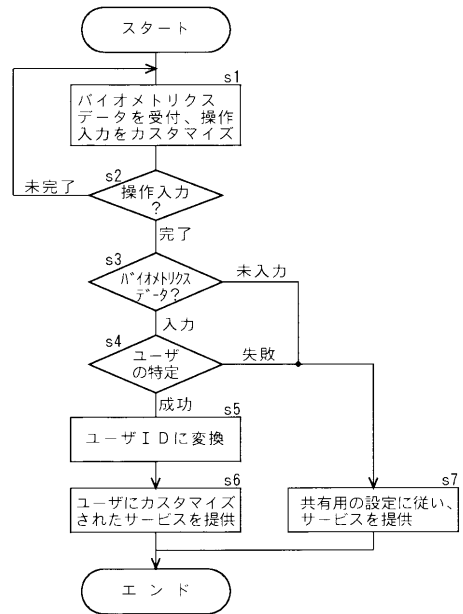 スタート
s1
バイオメトリクス
データを受付、操作
入力をカスタマイズ
s2
操作入力
?
未完了
完了
s3
バイオメトリクス
データ?
未入力
入力
s4
ユーザ
の特定
失敗
成功
s5
ユーザIDに変換
s6
ユーザにカスタマイズ
されたサービスを提供
s7
共有用の設定に従い、
サービスを提供
エンド